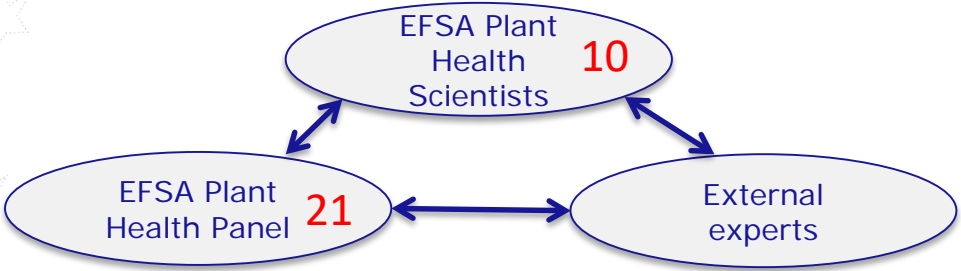 EFSA Plant
Health
Scientists
10
EFSA Plant
Health Panel
21
External
experts